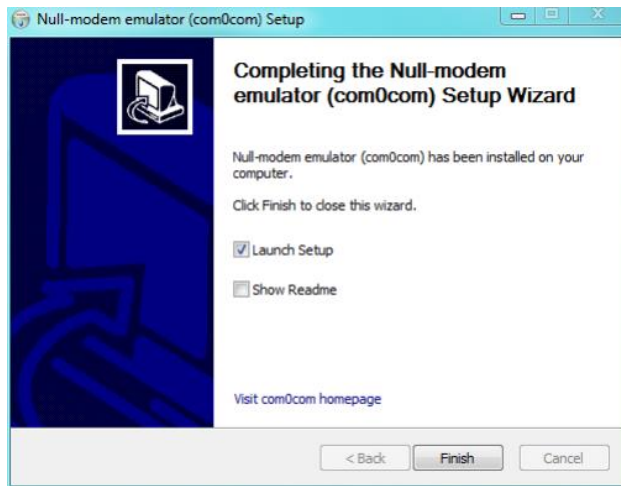 Null-modem emulator (com0com) Setup
Completing the Null-modem
emulator (com0com) Setup Wizard
Null-modem emulator (com0com) has been installed on your
computer.
Click Finish to close this wizard.
Launch Setup
Show Readme
Visit com0com homepage
< Back
Finish
Cancel